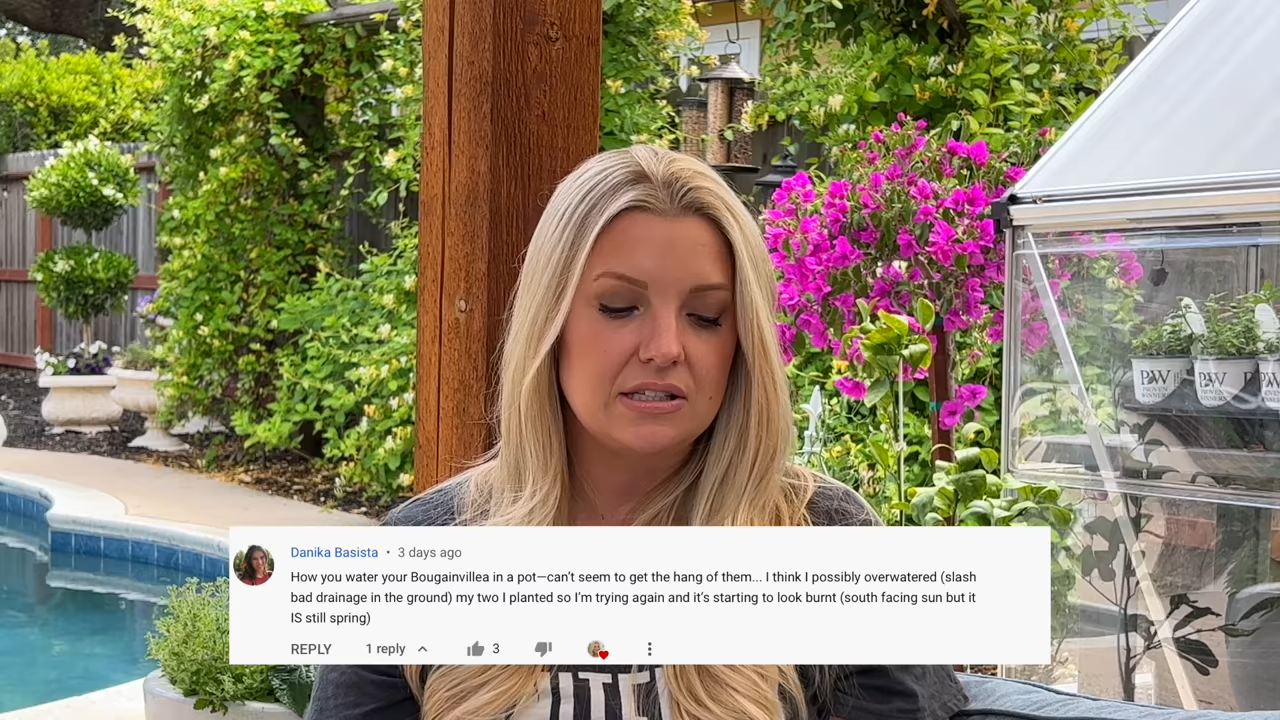 PW
PROVEN
WINNERS
PW
PROVEN
WINNERS
Danika Basista • 3 days ago
How you water your Bougainvillea in a pot—can't seem to get the hang of them... I think I possibly overwatered (slash
bad drainage in the ground) my two I planted so I'm trying again and it's starting to look burnt (south facing sun but it
IS still spring)
REPLY 1 reply 3